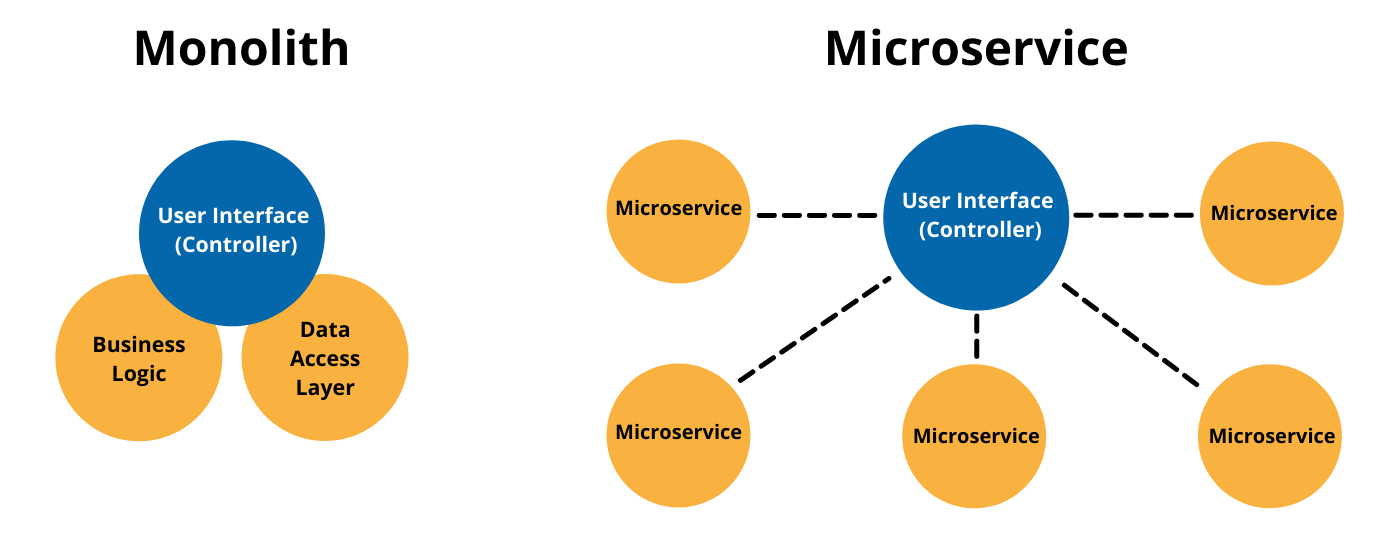 Monolith
Microservice
User Interface
(Controller)
Business
Logic
Data
Access
Layer
Microservice
User Interface
(Controller)
Microservice
Microservice
Microservice
Microservice